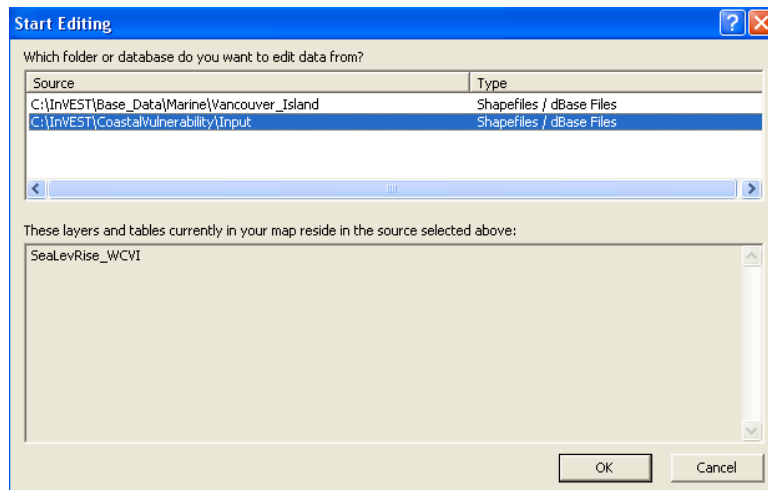 Start Editing
Which folder or database do you want to edit data from?
Source Type
C:\InVEST\Base_Data\Marine\Vancouver_Island Shapefiles / dBase Files
C:\InVEST\CoastalVulnerability\Input Shapefiles / dBase Files
These layers and tables currently in your map reside in the source selected above:
SeaLevRise_WCVI
OK Cancel